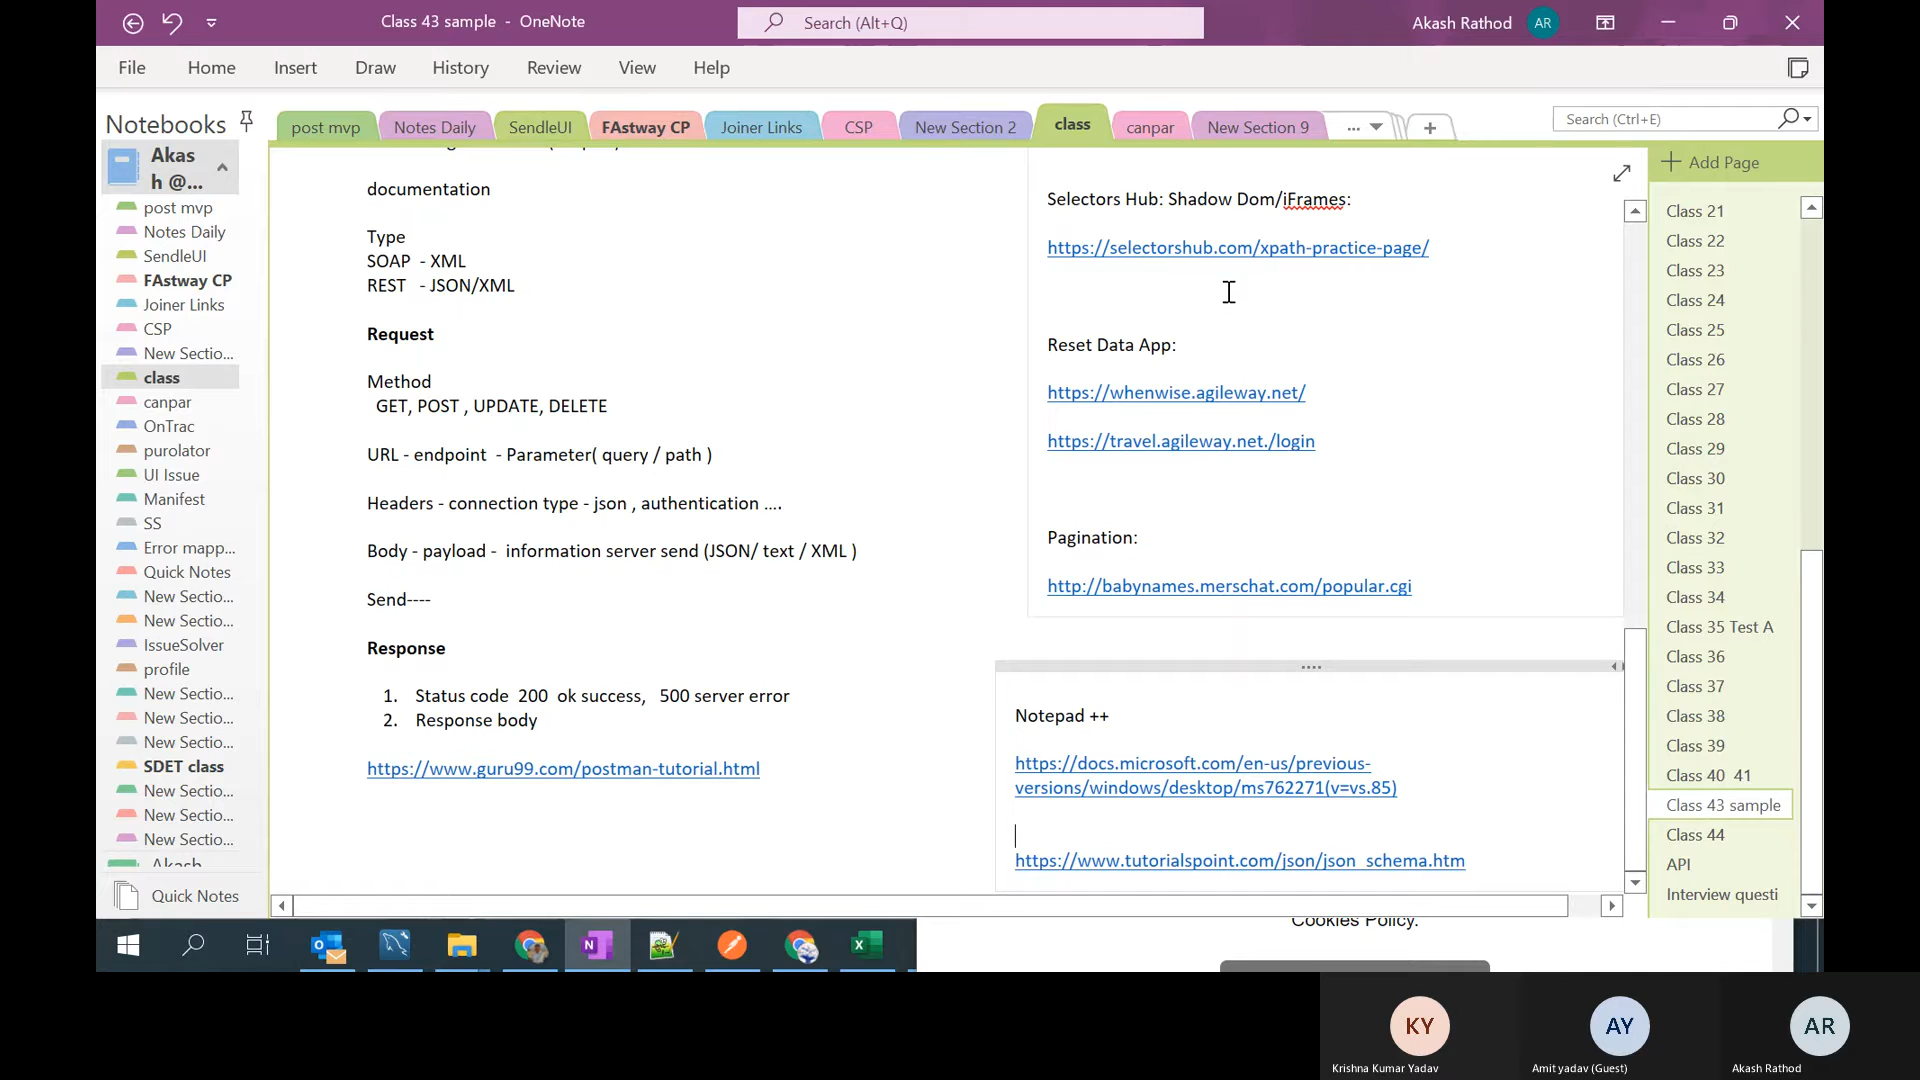 Class 43 sample - OneNote
Search (Alt+Q)
Akash Rathod
AR
File
Home
Insert
Draw
History
Review
View
Help
Notebooks
post mvp
Notes Daily
SendleUI
FAstway CP
Joiner Links
CSP
New Section 2
class
canpar
New Section 9
...
Search (Ctrl+E)
Akas
h @...
post mvp
Notes Daily
SendleUI
FAstway CP
Joiner Links
CSP
New Sectio...
class
canpar
OnTrac
purolator
UI Issue
Manifest
SS
Error mapp...
Quick Notes
New Sectio...
New Sectio...
IssueSolver
profile
New Sectio...
New Sectio...
New Sectio...
SDET class
New Sectio...
New Sectio...
New Sectio...
Akash
Quick Notes
documentation
Type
SOAP - XML
REST - JSON/XML
Request
Method
GET, POST , UPDATE, DELETE
URL - endpoint - Parameter( query / path )
Headers - connection type - json , authentication ....
Body - payload - information server send (JSON/ text / XML )
Send----
Response
1. Status code 200 ok success, 500 server error
2. Response body
https://www.guru99.com/postman-tutorial.html
Selectors Hub: Shadow Dom/iFrames:
https://selectorshub.com/xpath-practice-page/
Reset Data App:
https://whenwise.agileway.net/
https://travel.agileway.net./login
Pagination:
http://babynames.merschat.com/popular.cgi
Notepad ++
https://docs.microsoft.com/en-us/previous-
versions/windows/desktop/ms762271(v=vs.85)
https://www.tutorialspoint.com/json/json_schema.htm
Add Page
Class 21
Class 22
Class 23
Class 24
Class 25
Class 26
Class 27
Class 28
Class 29
Class 30
Class 31
Class 32
Class 33
Class 34
Class 35 Test A
Class 36
Class 37
Class 38
Class 39
Class 40 41
Class 43 sample
Class 44
API
Interview questi
Cookies Policy.
KY
Krishna Kumar Yadav
AY
Amit yadav (Guest)
AR
Akash Rathod